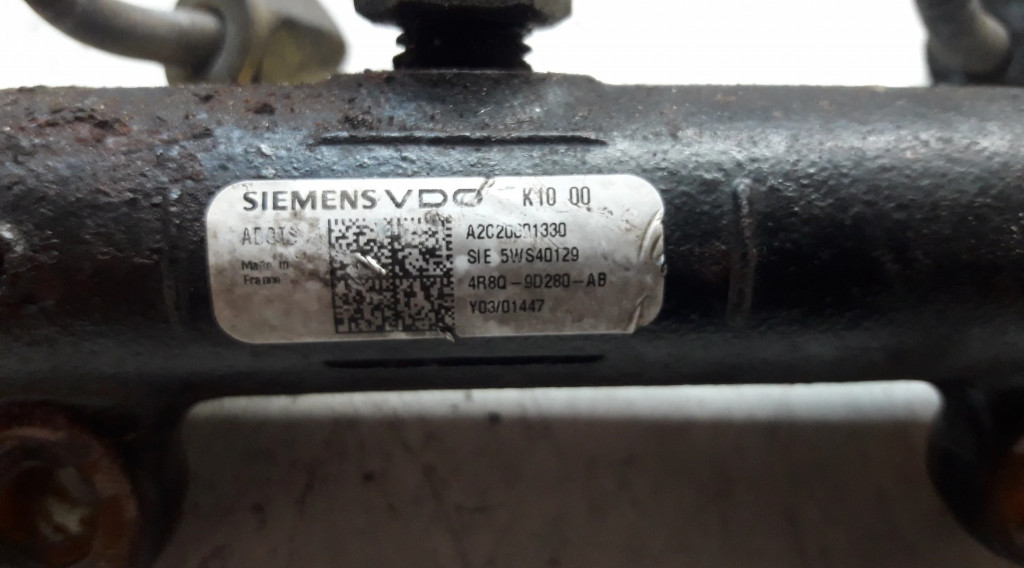 SIEMENS VDO K10 00
A2C20001330
SIE 5WS40129
Made in
France
4R8Q-9D280-AB
Y03/01447